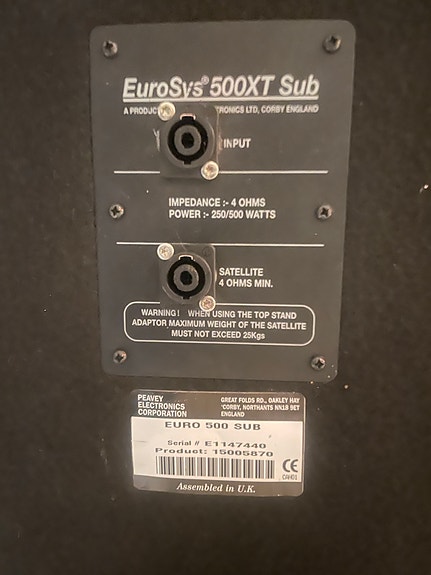 EuroSys® 500XT Sub
A PRODUCT TRONICS LTD, CORBY ENGLAND
INPUT
IMPEDANCE :- 4 OHMS
POWER :- 250/500 WATTS
SATELLITE
4 OHMS MIN.
WARNING! WHEN USING THE TOP STAND
ADAPTOR MAXIMUM WEIGHT OF THE SATELLITE
MUST NOT EXCEED 25Kgs
PEAVEY
ELECTRONICS
CORPORATION
GREAT FOLDS RD., OAKLEY HAY
CORBY, NORTHANTS NN18 9ET
ENGLAND
EURO 500 SUB
Serial # E1147440
Product: 15005870
CE
CAH01
Assembled in U.K.